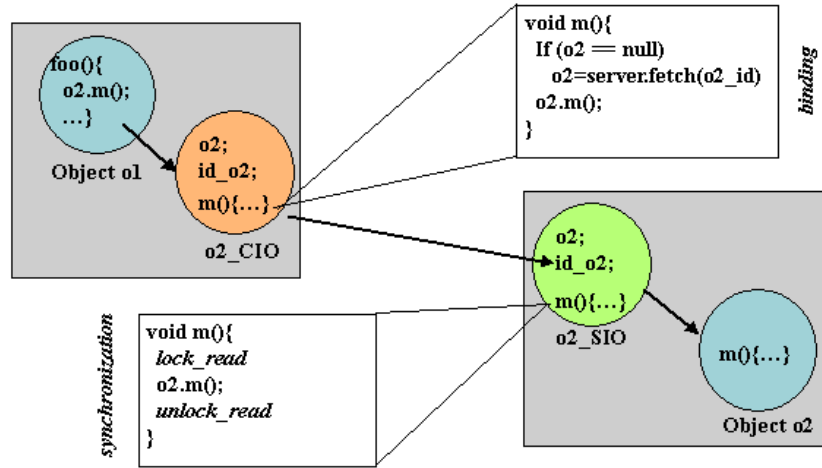 foo(){
o2.m();
...}
Object o1
o2;
id_o2;
m(){...}
o2_CIO
void m(){
If (o2 == null)
o2=server.fetch(o2_id)
o2.m();
}
binding
o2;
id_o2;
m(){...}
o2_SIO
m(){...}
Object o2
void m(){
lock_read
o2.m();
unlock_read
}
synchronization